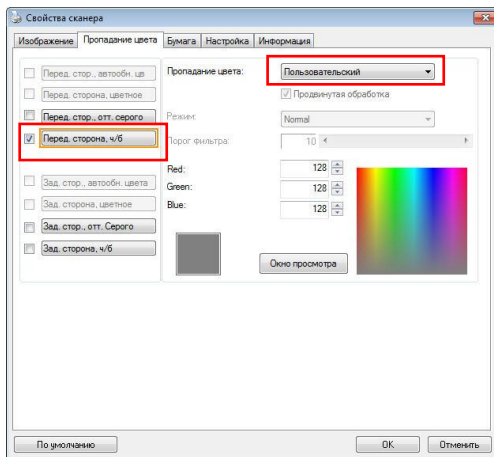 Свойства сканера
Изображение Пропадание цвета Бумага Настройка Информация
Перед. стор., автообн. цв
Перед. сторона, цветное
Перед. стор., отт. серого
Перед. сторона, ч/б
Зад. стор., автообн. цвета
Зад. сторона, цветное
Зад. стор., отт. Серого
Зад. сторона, ч/б
Пропадание цвета: Пользовательский
Продвинутая обработка
Режим: Normal
Порог фильтра: 10
Red: 128
Green: 128
Blue: 128
Окно просмотра
По умолчанию OK Отменить